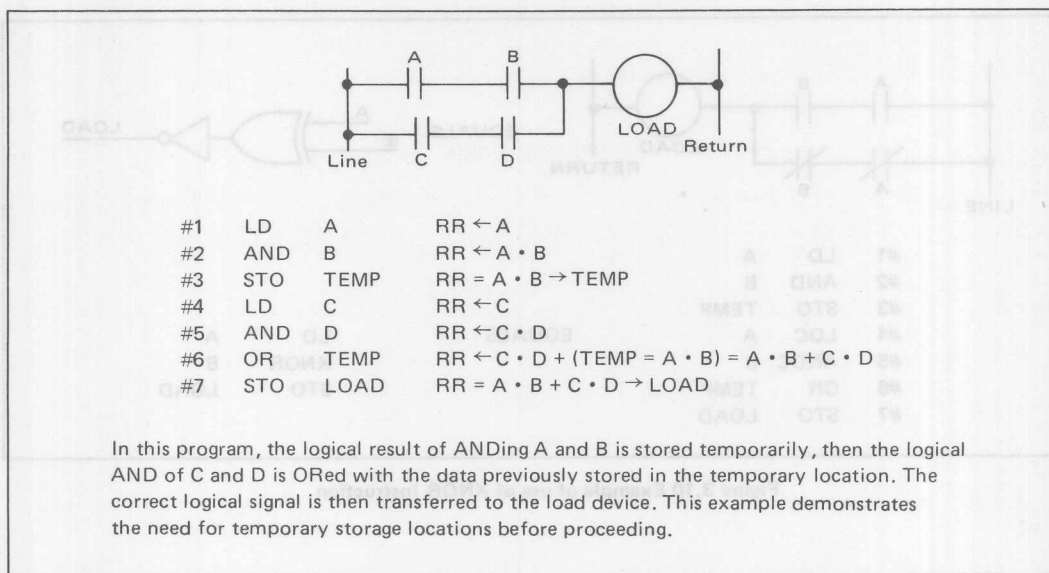 A B
LOAD
Return
Line C D
#1 LD A RR ← A
#2 AND B RR ← A • B
#3 STO TEMP RR = A • B → TEMP
#4 LD C RR ← C
#5 AND D RR ← C • D
#6 OR TEMP RR ← C • D + (TEMP = A • B) = A • B + C • D
#7 STO LOAD RR = A • B + C • D → LOAD
In this program, the logical result of ANDing A and B is stored temporarily, then the logical
AND of C and D is ORed with the data previously stored in the temporary location. The
correct logical signal is then transferred to the load device. This example demonstrates
the need for temporary storage locations before proceeding.